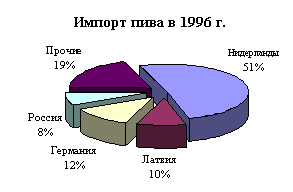 Импорт пива в 1996 г.
Прочие
19%
Нидерланды
51%
Россия
8%
Германия
12%
Латвия
10%